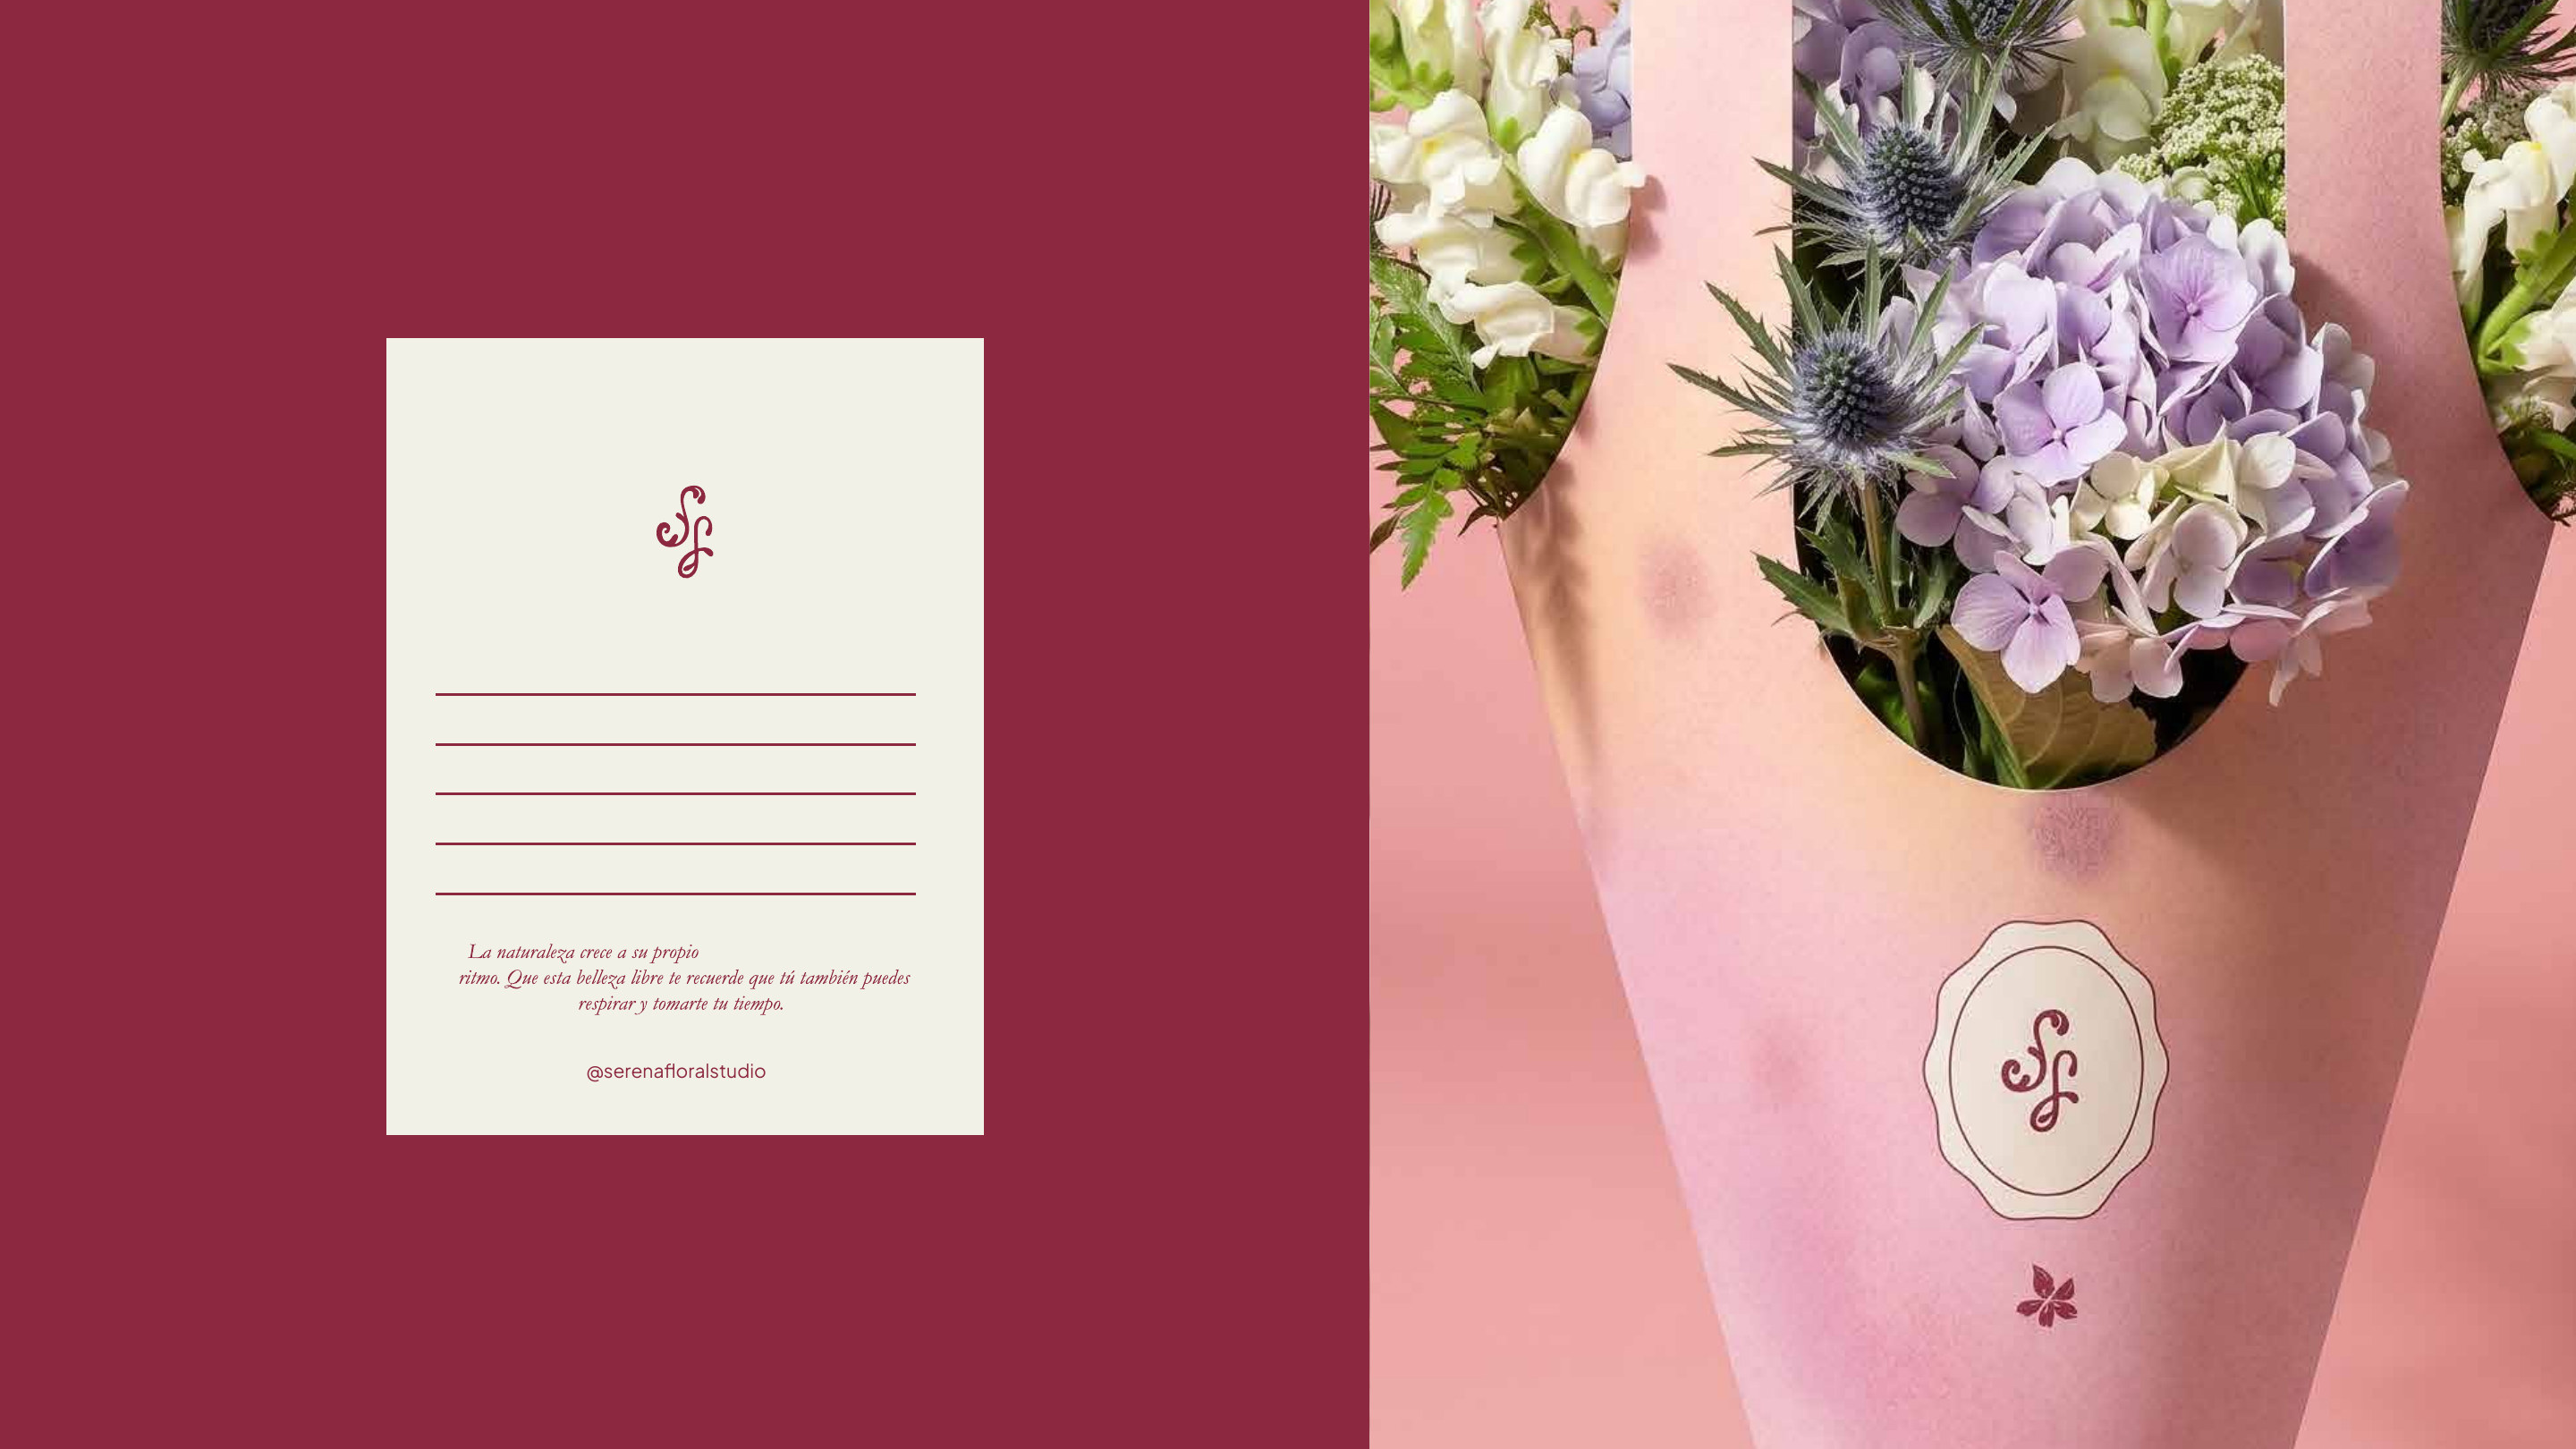 La naturaleza crece a su propio
ritmo. Que esta belleza libre te recuerde que tú también puedes
respirar y tomarte tu tiempo.
@serenafloralstudio